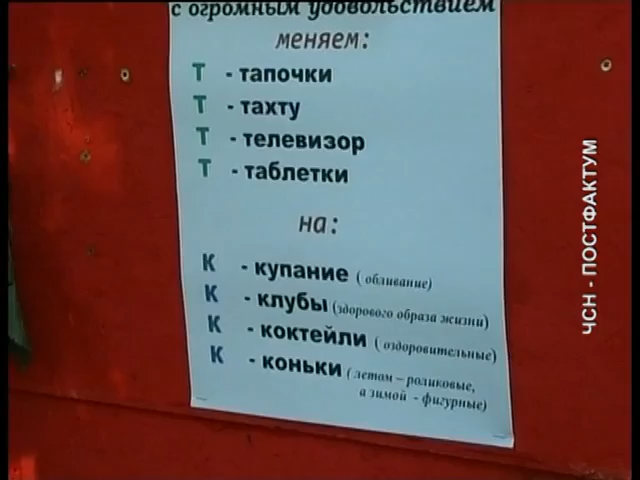 с огромным удовольствием
меняем:
Т - тапочки
Т - тахту
Т - телевизор
Т - таблетки
на:
К - купание ( обливание)
К - клубы (здорового образа жизни)
К - коктейли ( оздоровительные)
К - коньки ( летом – роликовые,
а зимой - фигурные)
ЧСН - ПОСТФАКТУМ